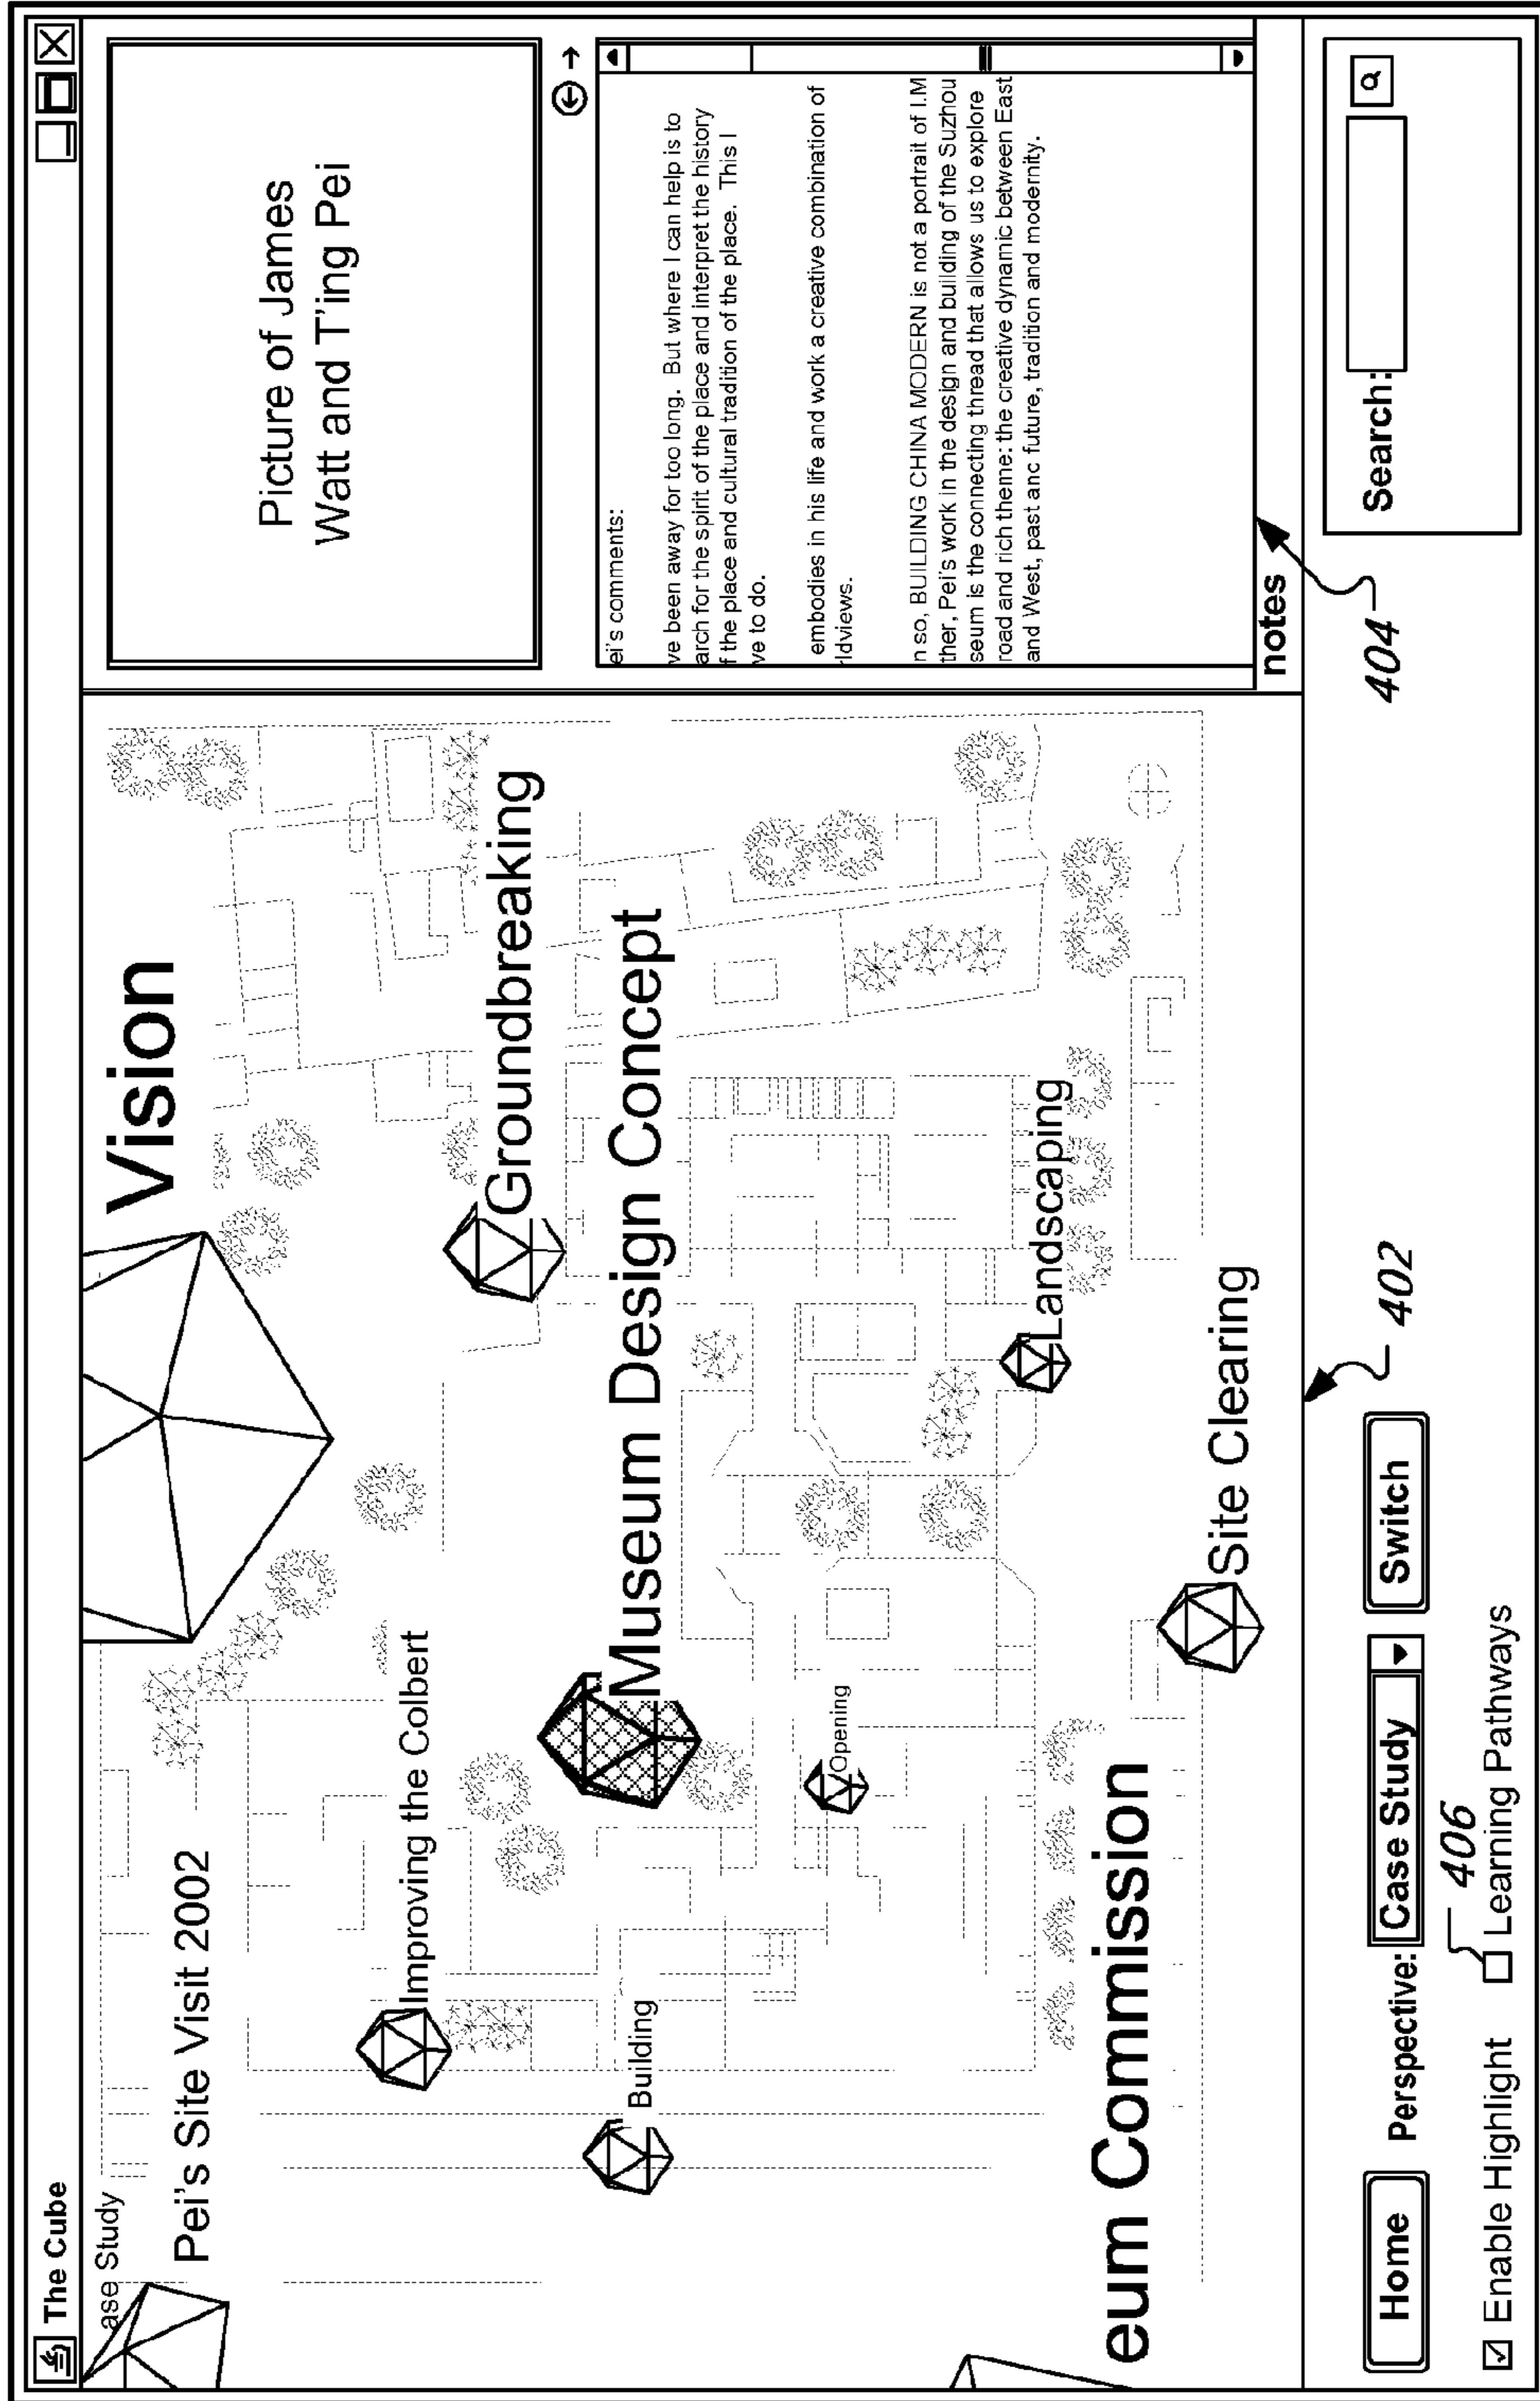 The Cube
ase Study
Vision
Pei's Site Visit 2002
Improving the Colbert
Groundbreaking
Building
Museum Design Concept
Opening
Landscaping
eum Commission
Site Clearing
Picture of James
Watt and T'ing Pei
ei's comments:
ve been away for too long. But where I can help is to
arch for the spirit of the place and interpret the history
f the place and cultural tradition of the place. This I
ve to do.
embodies in his life and work a creative combination of
rldviews.
n so, BUILDING CHINA MODERN is not a portrait of I.M
ther, Pei's work in the design and building of the Suzhou
seum is the connecting thread that allows us to explore
road and rich theme: the creative dynamic between East
and West, past anc future, tradition and modernity.
notes
404
402
Home Perspective: Case Study Switch
Search:
406
Enable Highlight Learning Pathways